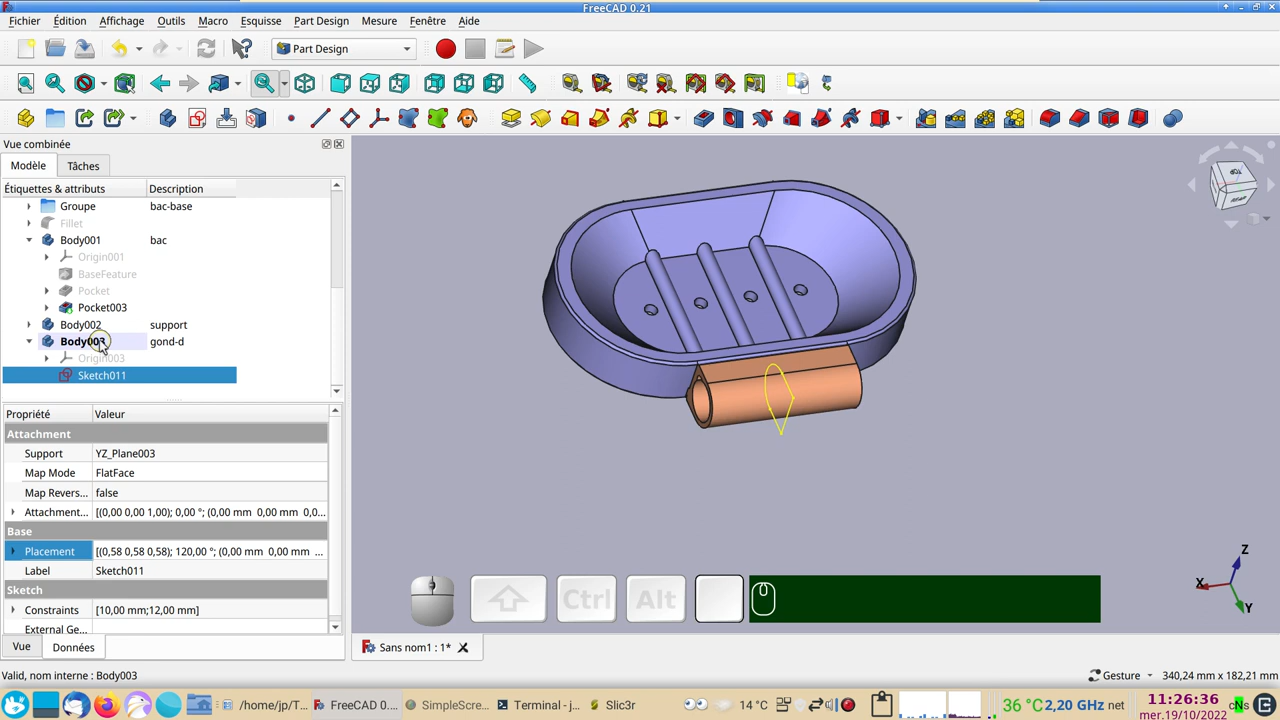 FreeCAD 0.21
Fichier Édition Affichage Outils Macro Esquisse Part Design Mesure Fenêtre Aide
Part Design
Vue combinée
Modèle Tâches
Étiquettes & attributs Description
Groupe bac-base
Fillet
Body001 bac
Origin001
BaseFeature
Pocket
Pocket003
Body002 support
Body003 gond-d
Origin003
Sketch011
Propriété Valeur
Attachment
Support YZ_Plane003
Map Mode FlatFace
Map Revers... false
Attachment... [(0,00 0,00 1,00); 0,00 °; (0,00 mm 0,00 mm 0,0...
Base
Placement [(0,58 0,58 0,58); 120,00 °; (0,00 mm 0,00 mm ...
Label Sketch011
Sketch
Constraints [10,00 mm;12,00 mm]
External Ge...
Vue Données
Ctrl Alt
X Z Y
Sans nom1 : 1*
Valid, nom interne : Body003
Gesture 340,24 mm x 182,21 mm
/home/jp/T... FreeCAD 0.... SimpleScre... Terminal - j... Slic3r
14 °C 36 °C 2,20 GHz net
11:26:36
mer.19/10/2022